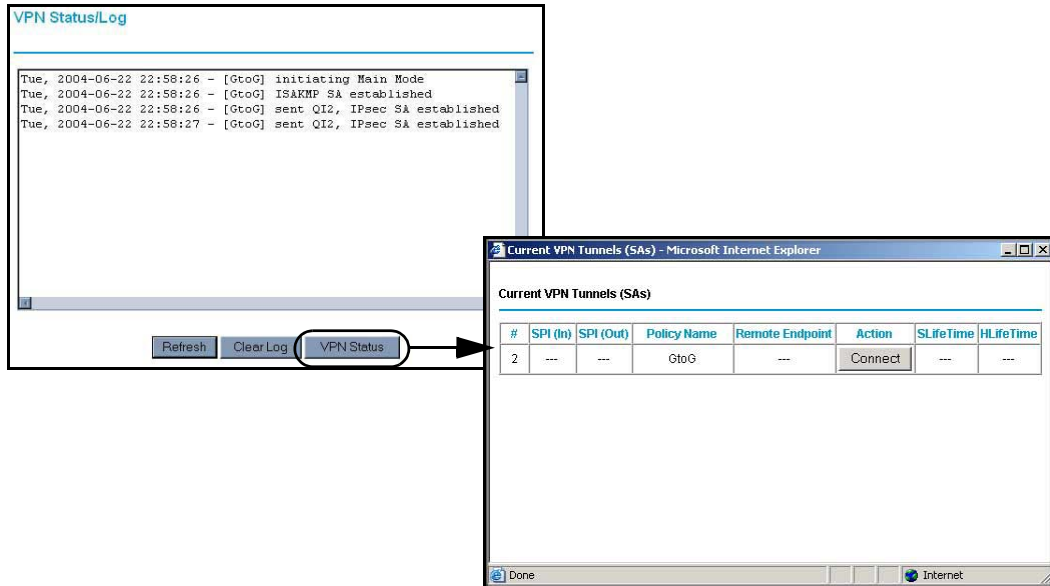 VPN Status/Log
Tue, 2004-06-22 22:58:26 - [GtoG] initiating Main Mode
Tue, 2004-06-22 22:58:26 - [GtoG] ISAKMP SA established
Tue, 2004-06-22 22:58:26 - [GtoG] sent QI2, IPsec SA established
Tue, 2004-06-22 22:58:27 - [GtoG] sent QI2, IPsec SA established
Refresh Clear Log VPN Status
Current VPN Tunnels (SAs) - Microsoft Internet Explorer
Current VPN Tunnels (SAs)
# SPI (In) SPI (Out) Policy Name Remote Endpoint Action SLifeTime HLifeTime
2 --- --- GtoG --- Connect --- ---
Done Internet